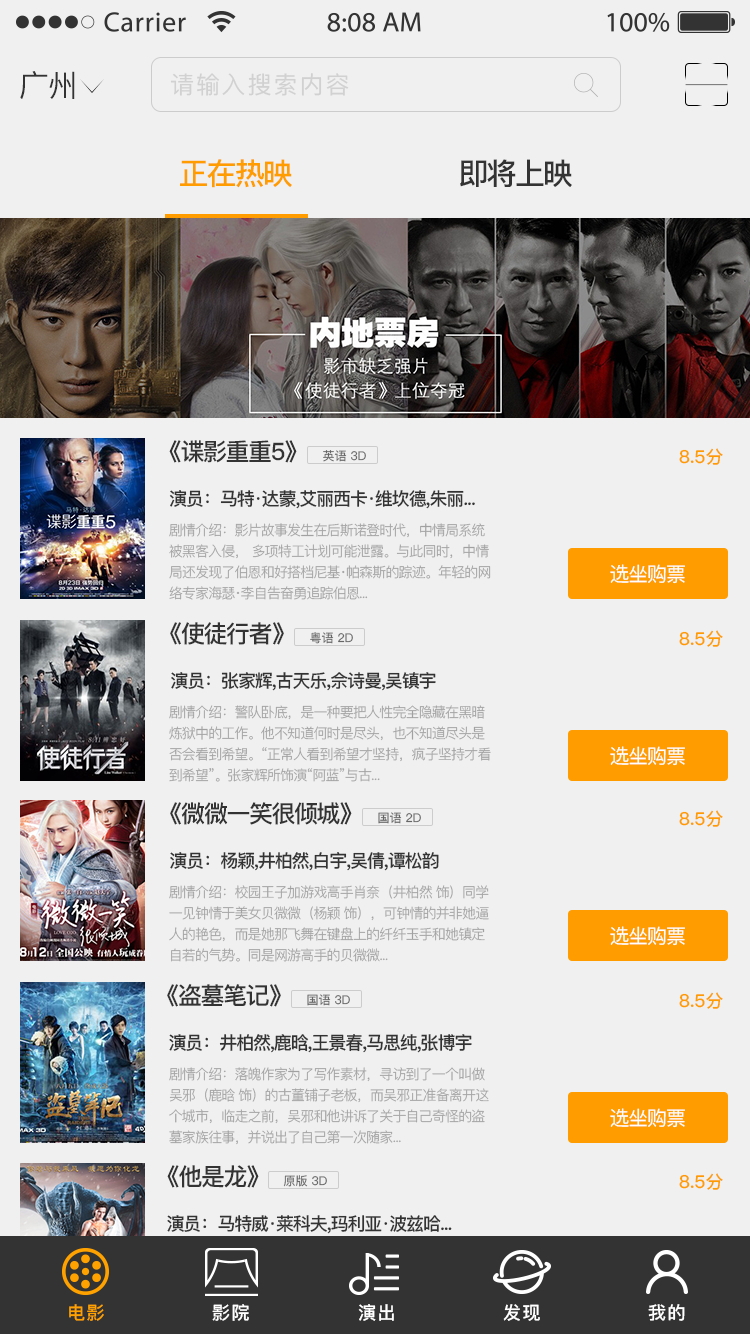 Carrier 8:08 AM 100%
广州 请输入搜索内容
正在热映 即将上映
内地票房
影市缺乏强片
《使徒行者》上位夺冠
《谍影重重5》 英语 3D 8.5分
演员：马特·达蒙,艾丽西卡·维坎德,朱丽...
剧情介绍：影片故事发生在后斯诺登时代，中情局系统
被黑客入侵， 多项特工计划可能泄露。与此同时，中情
局还发现了伯恩和好搭档尼基·帕森斯的踪迹。年轻的网
络专家海瑟·李自告奋勇追踪伯恩...
选坐购票
马特·达蒙
谍影重重5
8月23日 强势回归
《使徒行者》 粤语 2D 8.5分
演员：张家辉,古天乐,佘诗曼,吴镇宇
剧情介绍：警队卧底，是一种要把人性完全隐藏在黑暗
炼狱中的工作。他不知道何时是尽头，也不知道尽头是
否会看到希望。“正常人看到希望才坚持，疯子坚持才看
到希望”。张家辉所饰演“阿蓝”与古...
选坐购票
使徒行者
《微微一笑很倾城》 国语 2D 8.5分
演员：杨颖,井柏然,白宇,吴倩,谭松韵
剧情介绍：校园王子加游戏高手肖奈（井柏然 饰）同学
一见钟情于美女贝微微（杨颖 饰），可钟情的并非她逼
人的艳色，而是她那飞舞在键盘上的纤纤玉手和她镇定
自若的气势。同是网游高手的贝微微...
选坐购票
微微一笑
很倾城
8月12日 全国公映 有情人玩成眷
《盗墓笔记》 国语 3D 8.5分
演员：井柏然,鹿晗,王景春,马思纯,张博宇
剧情介绍：落魄作家为了写作素材，寻访到了一个叫做
吴邪（鹿晗 饰）的古董铺子老板，而吴邪正准备离开这
个城市，临走之前，吴邪和他讲诉了关于自己奇怪的盗
墓家族往事，并说出了自己第一次随家...
选坐购票
盗墓笔记
《他是龙》 原版 3D 8.5分
演员：马特威·莱科夫,玛利亚·波兹哈...
电影 影院 演出 发现 我的